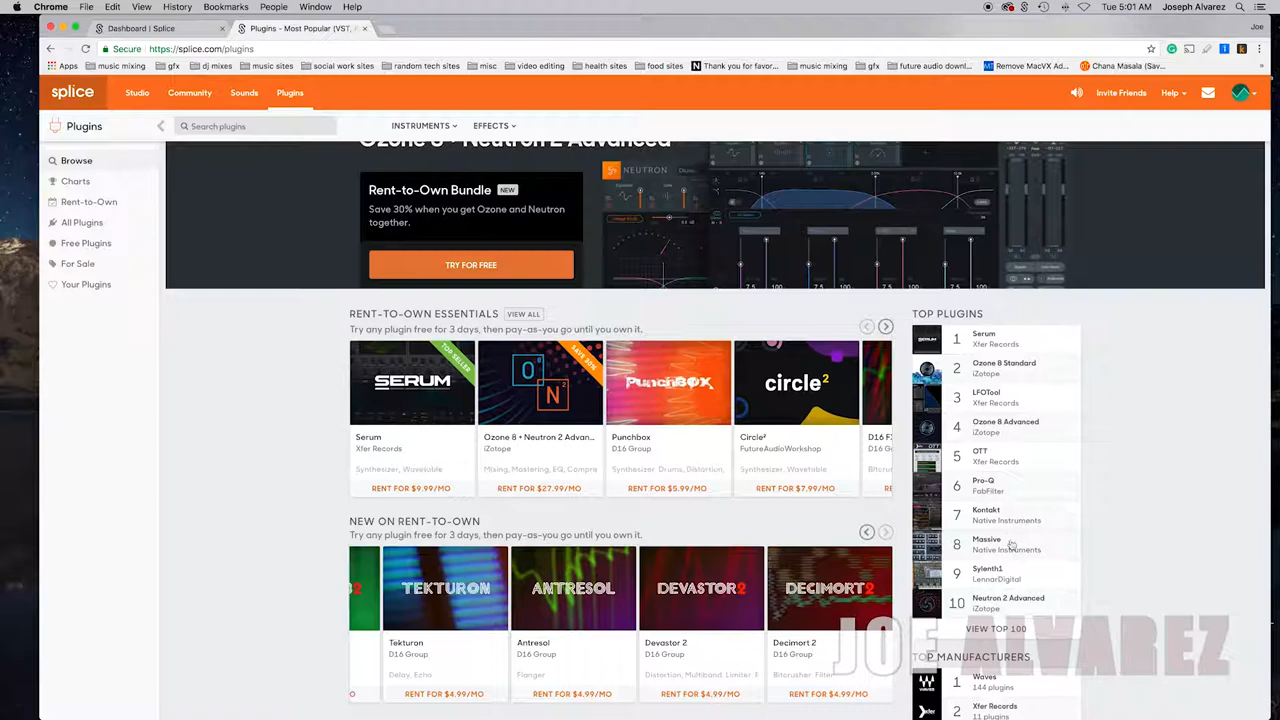 Chrome File Edit View History Bookmarks People Window Help Tue 5:01 AM Joseph Alvarez
Dashboard | Splice
Plugins - Most Popular (VST,
Joe
Secure https://splice.com/plugins
Apps music mixing gfx dj mixes music sites social work sites random tech sites misc video editing health sites food sites Thank you for favor... music mixing gfx future audio downl... Remove MacVX Ad... Chana Masala (Sav...
splice Studio Community Sounds Plugins Invite Friends Help
Plugins Search plugins INSTRUMENTS EFFECTS
Browse
Charts
Rent-to-Own
All Plugins
Free Plugins
For Sale
Your Plugins
Ozone 8 + Neutron 2 Advanced
Rent-to-Own Bundle NEW
Save 30% when you get Ozone and Neutron
together.
TRY FOR FREE
NEUTRON
RENT-TO-OWN ESSENTIALS VIEW ALL
Try any plugin free for 3 days, then pay-as-you go until you own it.
SERUM
TOP SELLER
O
N
SAVE 30%
PUNCHBOX
circle²
Serum
Xfer Records
Synthesizer, Wavetable
RENT FOR $9.99/MO
Ozone 8 + Neutron 2 Advan...
iZotope
Mixing, Mastering, EQ, Compre
RENT FOR $27.99/MO
Punchbox
D16 Group
Synthesizer, Drums, Distortion,
RENT FOR $5.99/MO
Circle²
FutureAudioWorkshop
Synthesizer, Wavetable
RENT FOR $7.99/MO
D16 F
D16 G
Bitcru
RE
NEW ON RENT-TO-OWN
Try any plugin free for 3 days, then pay-as-you go until you own it.
2
TEKTURON
ANTRESOL
DEVASTOR2
DECIMORT2
O
Tekturon
D16 Group
Delay, Echo
RENT FOR $4.99/MO
Antresol
D16 Group
Flanger
RENT FOR $4.99/MO
Devastor 2
D16 Group
Distortion, Multiband, Limiter, F
RENT FOR $4.99/MO
Decimort 2
D16 Group
Bitcrusher, Filter
RENT FOR $4.99/MO
TOP PLUGINS
1 Serum
Xfer Records
2 Ozone 8 Standard
iZotope
3 LFOTool
Xfer Records
4 Ozone 8 Advanced
iZotope
5 OTT
Xfer Records
6 Pro-Q
FabFilter
7 Kontakt
Native Instruments
8 Massive
Native Instruments
9 Sylenth1
LennarDigital
10 Neutron 2 Advanced
iZotope
VIEW TOP 100
JOE ALVAREZ
TOP MANUFACTURERS
WAVES
1 Waves
144 plugins
xfer
2 Xfer Records
11 plugins